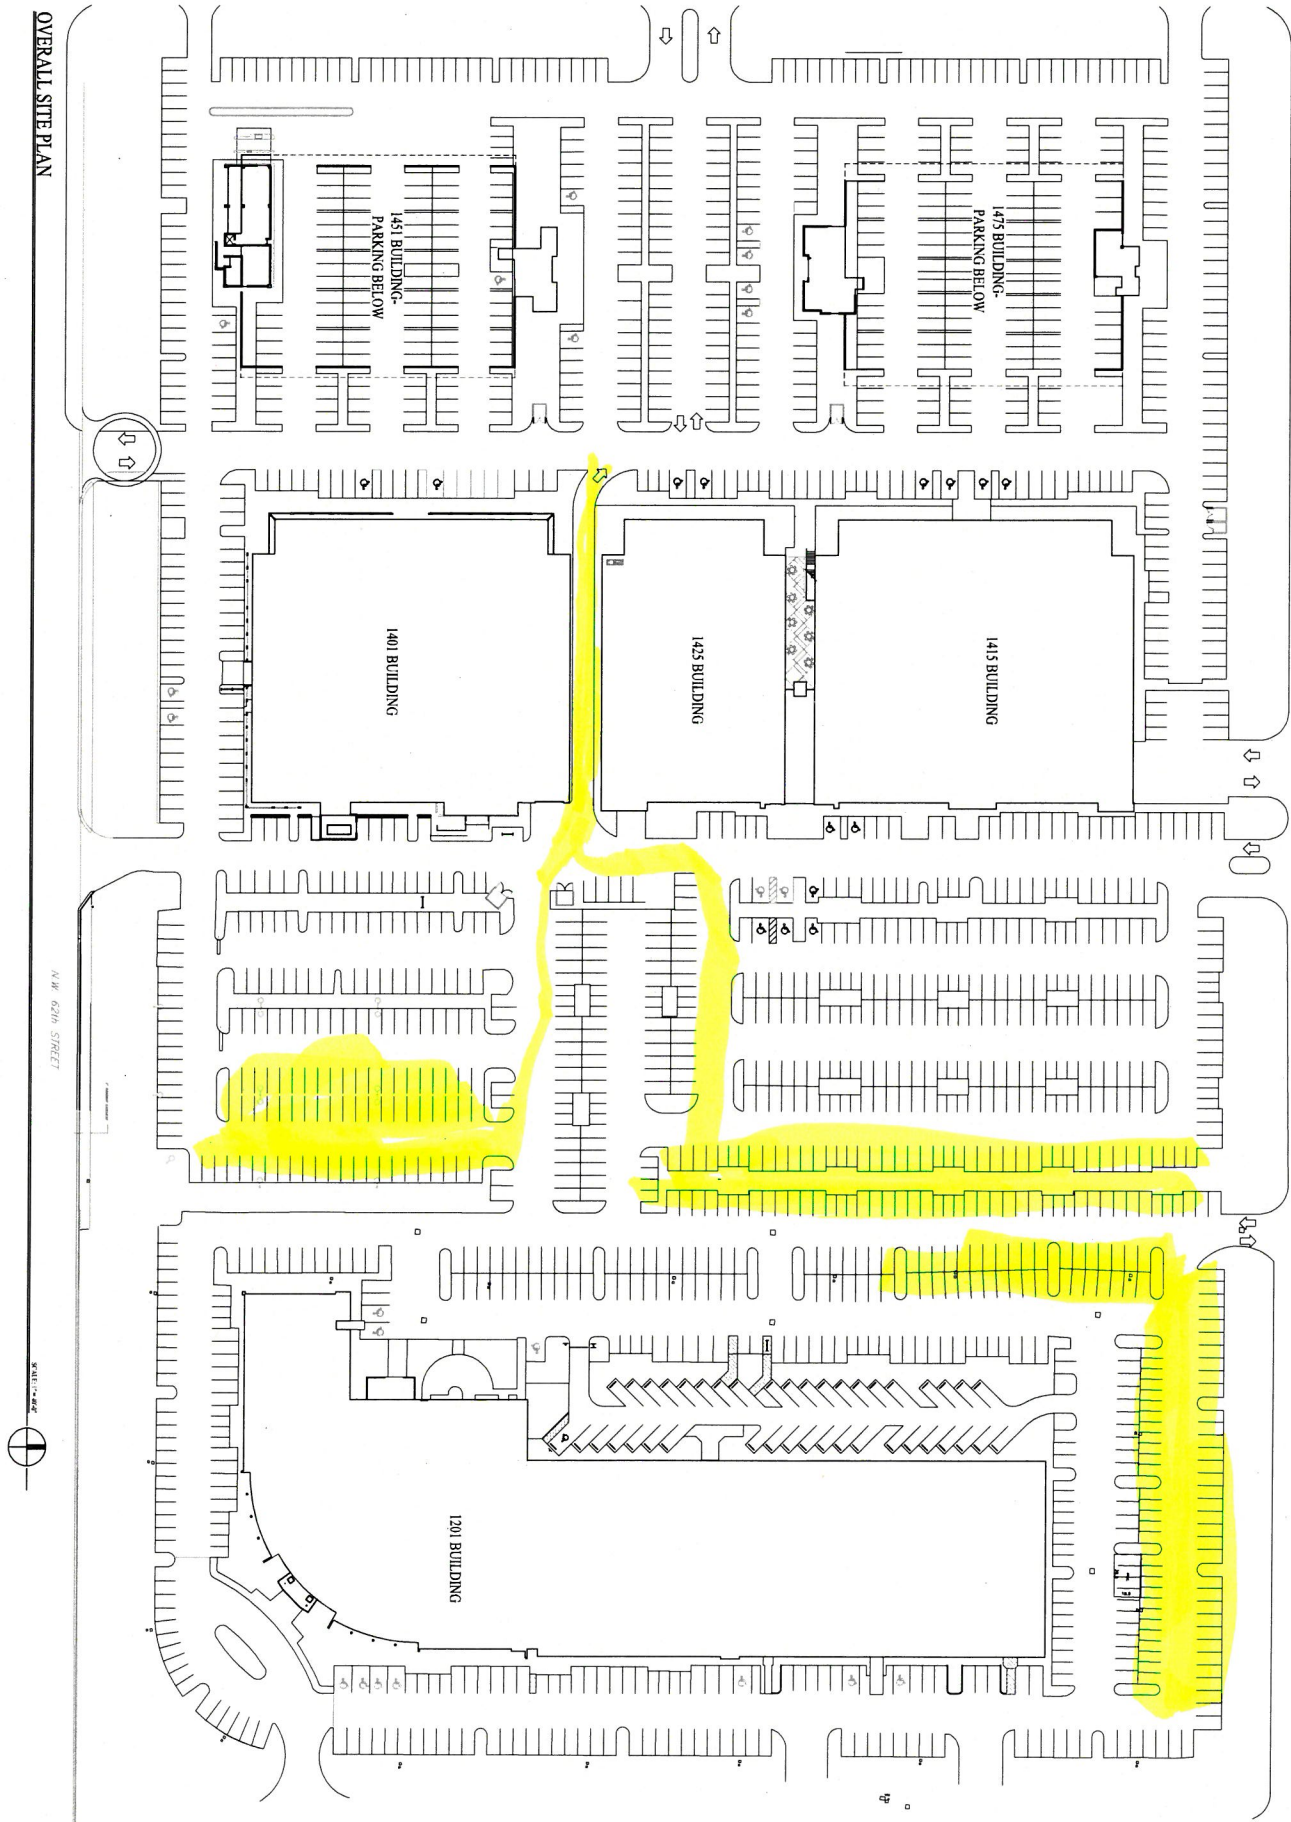 OVERALL SITE PLAN
1451 BUILDING-
PARKING BELOW
1475 BUILDING-
PARKING BELOW
1401 BUILDING
1425 BUILDING
1415 BUILDING
1201 BUILDING
N.W. 62th STREET